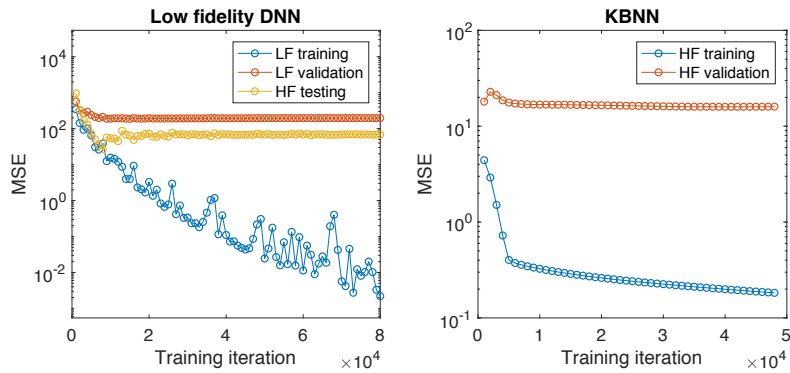 Low fidelity DNN
MSE
10^4
10^2
10^0
10^-2
LF training
LF validation
HF testing
0
2
4
6
8
Training iteration
×10^4
KBNN
MSE
10^2
10^1
10^0
10^-1
HF training
HF validation
0
1
2
3
4
5
Training iteration
×10^4